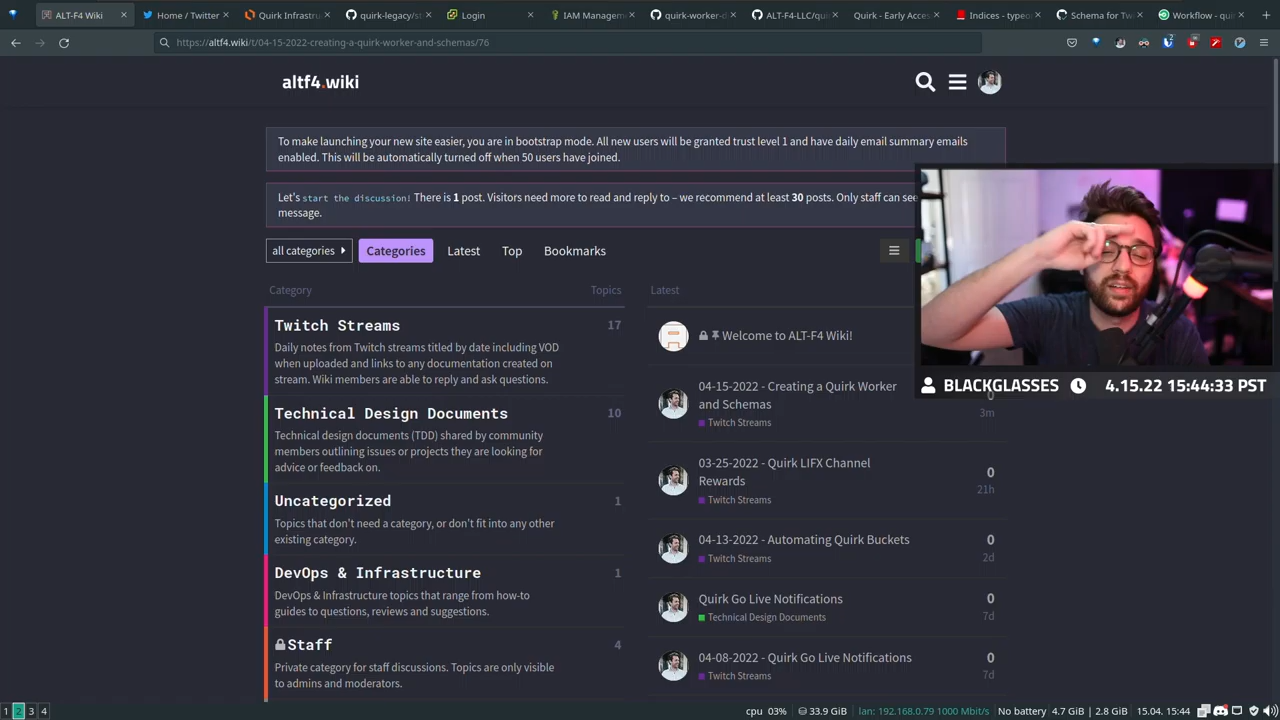 ALT-F4 Wiki
Home / Twitter
Quirk Infrastru
quirk-legacy/st
Login
IAM Managem
quirk-worker-d
ALT-F4-LLC/qui
Quirk - Early Acces
Indices - typeor
Schema for Twi
Workflow - qui
https://altf4.wiki/t/04-15-2022-creating-a-quirk-worker-and-schemas/76
altf4.wiki
To make launching your new site easier, you are in bootstrap mode. All new users will be granted trust level 1 and have daily email summary emails
enabled. This will be automatically turned off when 50 users have joined.
Let's start the discussion! There is 1 post. Visitors need more to read and reply to – we recommend at least 30 posts. Only staff can see
message.
all categories
Categories
Latest
Top
Bookmarks
Category
Topics
Latest
Twitch Streams
17
Daily notes from Twitch streams titled by date including VOD
when uploaded and links to any documentation created on
stream. Wiki members are able to reply and ask questions.
Technical Design Documents
10
Technical design documents (TDD) shared by community
members outlining issues or projects they are looking for
advice or feedback on.
Uncategorized
1
Topics that don't need a category, or don't fit into any other
existing category.
DevOps & Infrastructure
1
DevOps & Infrastructure topics that range from how-to
guides to questions, reviews and suggestions.
Staff
4
Private category for staff discussions. Topics are only visible
to admins and moderators.
Welcome to ALT-F4 Wiki!
04-15-2022 - Creating a Quirk Worker
and Schemas
Twitch Streams
0
3m
03-25-2022 - Quirk LIFX Channel
Rewards
Twitch Streams
0
21h
04-13-2022 - Automating Quirk Buckets
Twitch Streams
0
2d
Quirk Go Live Notifications
Technical Design Documents
0
7d
04-08-2022 - Quirk Go Live Notifications
Twitch Streams
0
7d
BLACKGLASSES
4.15.22 15:44:33 PST
1 2 3 4
cpu 03%
33.9 GiB
lan: 192.168.0.79 1000 Mbit/s
No battery
4.7 GiB | 2.8 GiB
15.04. 15:44